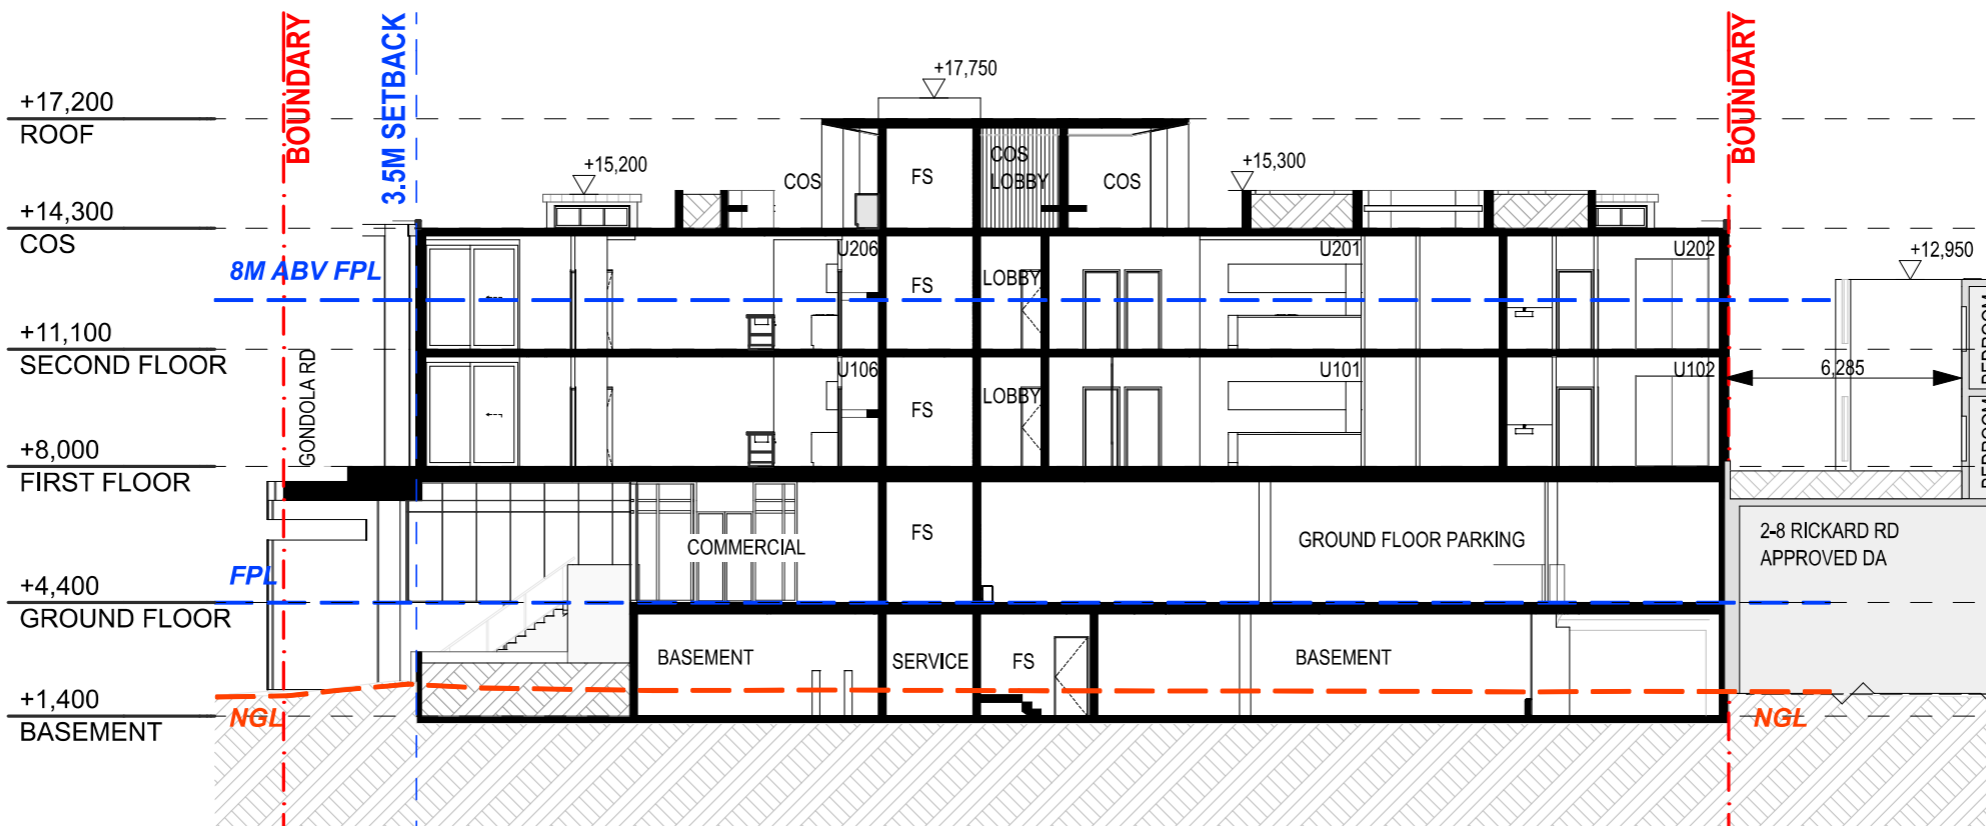 BOUNDARY
3.5M SETBACK
BOUNDARY
+17,750
+17,200
ROOF
+15,200
COS
FS
COS
LOBBY
COS
+15,300
+14,300
COS
8M ABV FPL
U206
FS
LOBBY
U201
U202
+12,950
+11,100
SECOND FLOOR
GONDOLA RD
U106
FS
LOBBY
U101
U102
6,285
BEDROOM
BEDROOM
+8,000
FIRST FLOOR
COMMERCIAL
FS
GROUND FLOOR PARKING
2-8 RICKARD RD
APPROVED DA
FPL
+4,400
GROUND FLOOR
BASEMENT
SERVICE
FS
BASEMENT
+1,400
BASEMENT
NGL
NGL